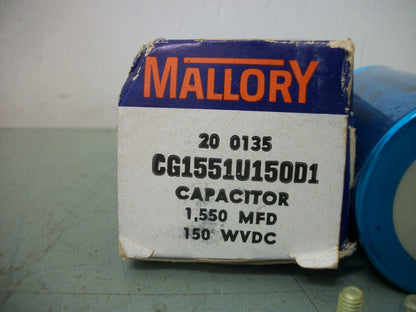 MALLORY
20 0135
CG1551U150D1
CAPACITOR
1,550 MFD
150 WVDC